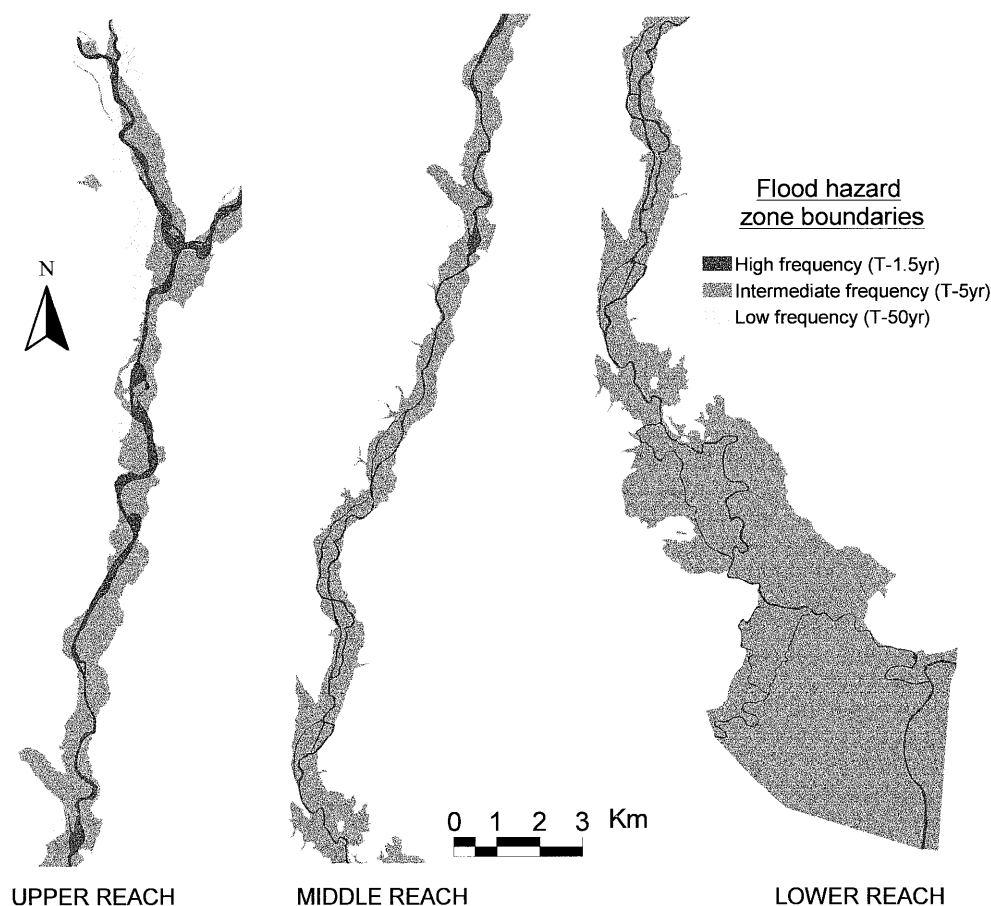 Flood hazard
zone boundaries
High frequency (T-1.5yr)
Intermediate frequency (T-5yr)
Low frequency (T-50yr)
N
0 1 2 3 Km
UPPER REACH
MIDDLE REACH
LOWER REACH